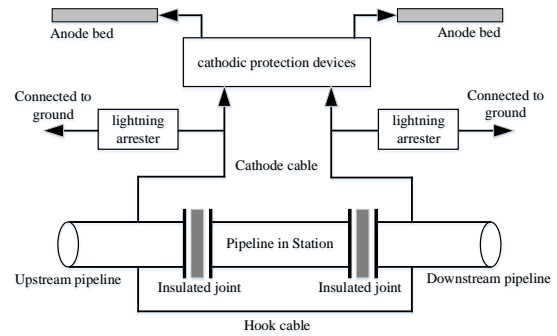 Anode bed
Anode bed
cathodic protection devices
Connected to
ground
lightning
arrester
lightning
arrester
Connected to
ground
Cathode cable
Pipeline in Station
Upstream pipeline
Downstream pipeline
Insulated joint
Insulated joint
Hook cable